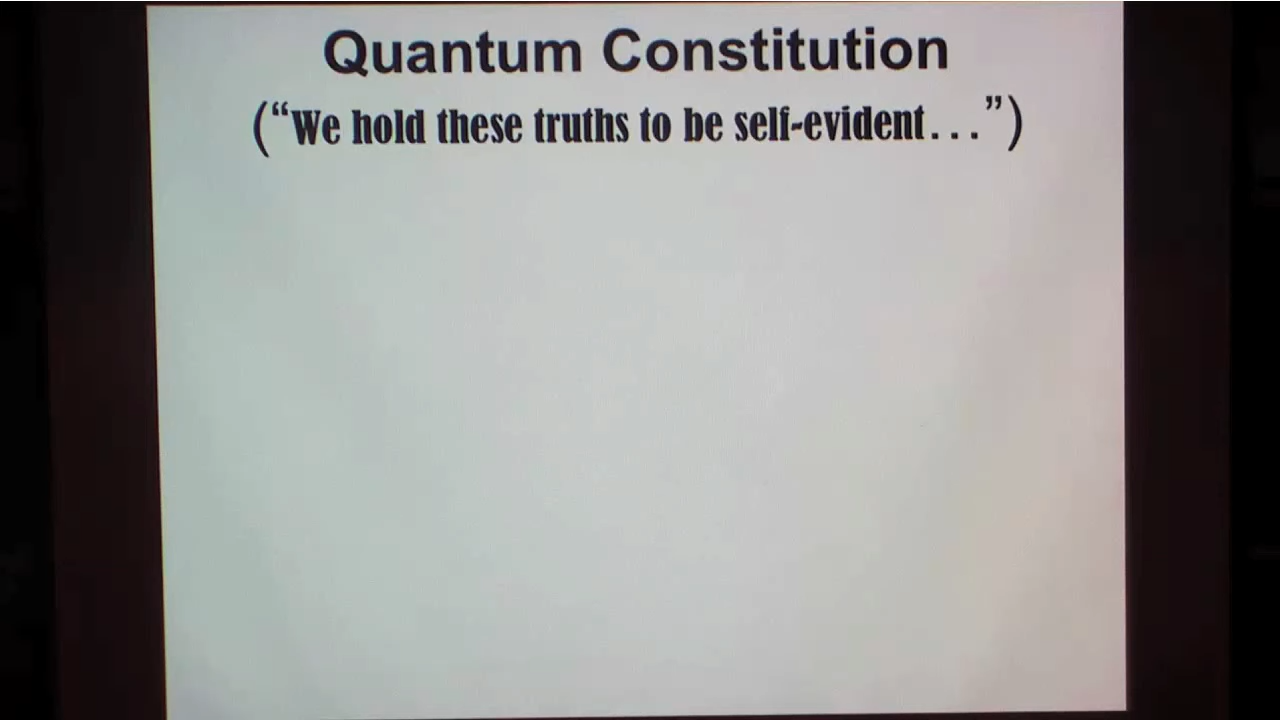 Quantum Constitution
(“We hold these truths to be self-evident…”)